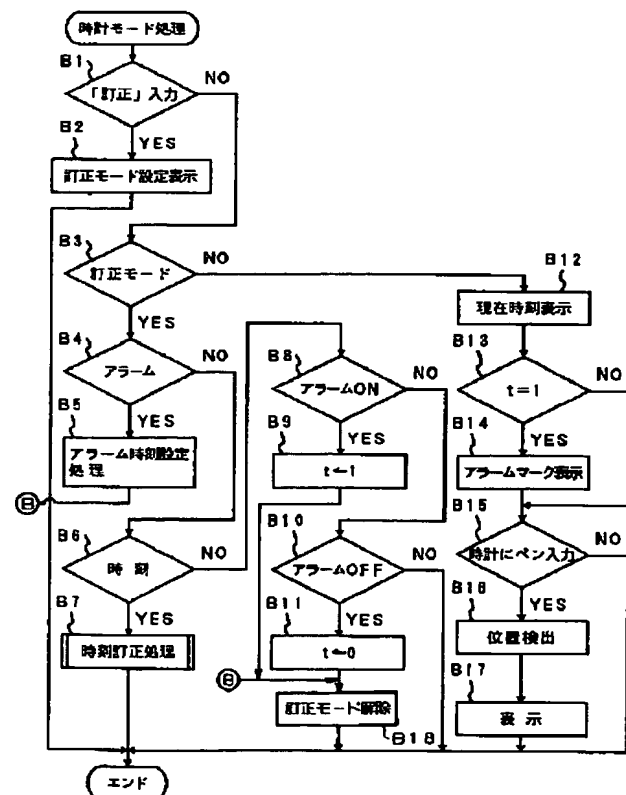 時計モード処理
B1
「訂正」入力
NO
YES
B2
訂正モード設定表示
B3
訂正モード
NO
YES
B4
アラーム
NO
YES
B5
アラーム時刻設定
処理
B
B6
時刻
NO
YES
B7
時刻訂正処理
エンド
B8
アラームON
NO
YES
B9
t←1
B10
アラームOFF
NO
YES
B11
t←0
B
訂正モード解除
B18
B12
現在時刻表示
B13
t=1
NO
YES
B14
アラームマーク表示
B15
時計にペン入力
NO
YES
B16
位置検出
B17
表示